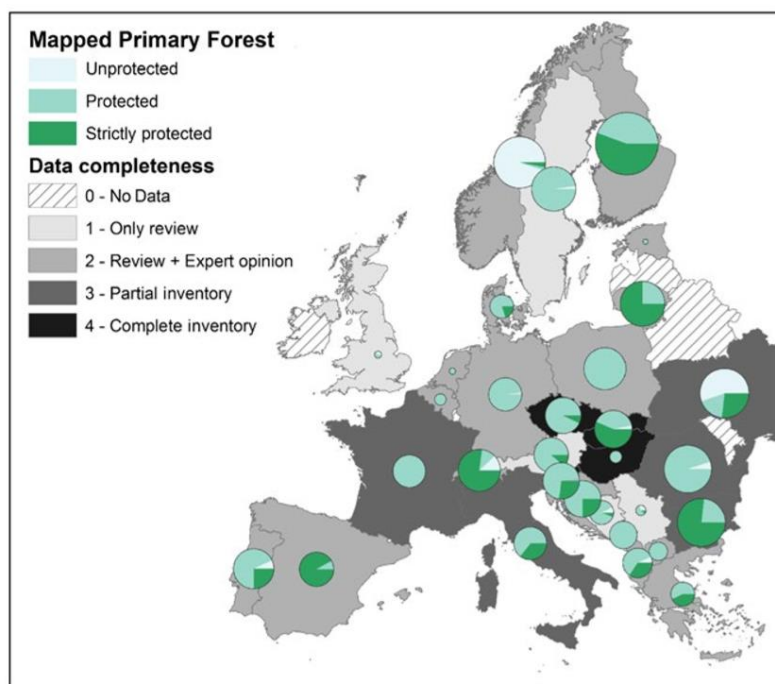 Mapped Primary Forest
Unprotected
Protected
Strictly protected
Data completeness
0 - No Data
1 - Only review
2 - Review + Expert opinion
3 - Partial inventory
4 - Complete inventory